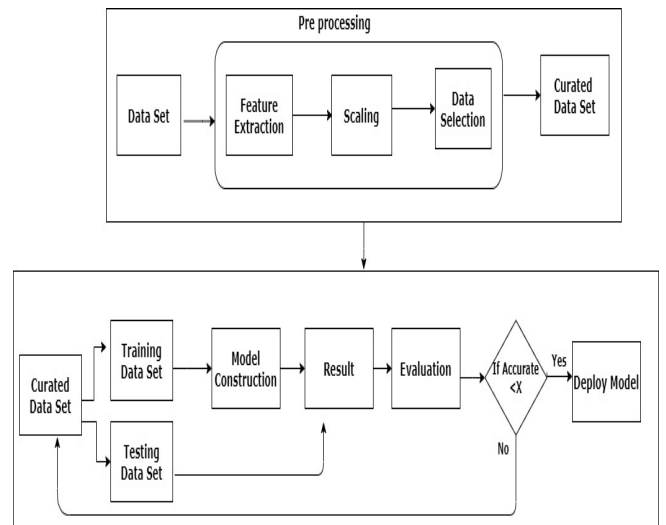 Pre processing
Data Set
Feature
Extraction
Scaling
Data
Selection
Curated
Data Set
Curated
Data Set
Training
Data Set
Testing
Data Set
Model
Construction
Result
Evaluation
If Accurate
<X
Yes
No
Deploy Model